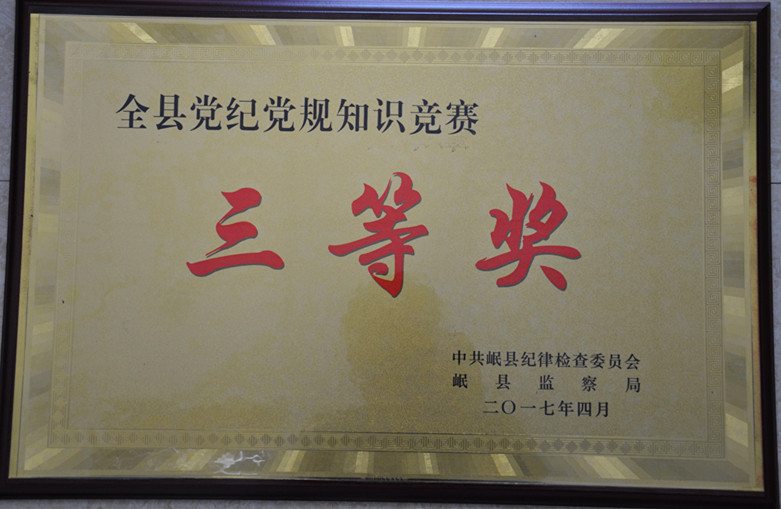 全县党纪党规知识竞赛
三等奖
中共岷县纪律检查委员会
岷县监察局
二〇一七年四月